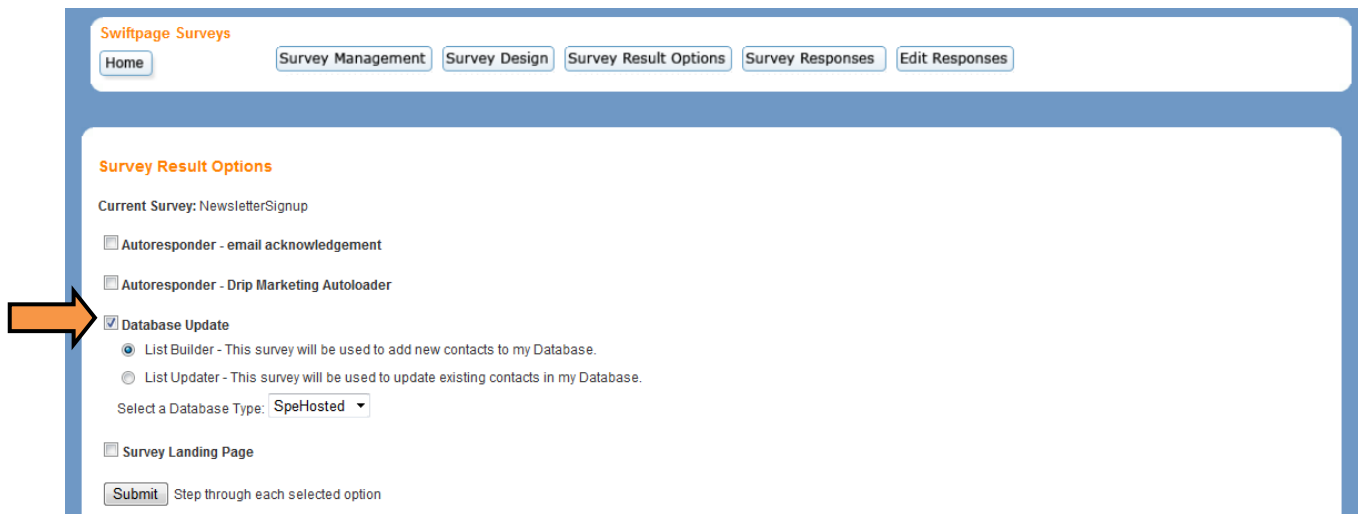 Swiftpage Surveys
Home Survey Management Survey Design Survey Result Options Survey Responses Edit Responses
Survey Result Options
Current Survey: NewsletterSignup
Autoresponder - email acknowledgement
Autoresponder - Drip Marketing Autoloader
Database Update
List Builder - This survey will be used to add new contacts to my Database.
List Updater - This survey will be used to update existing contacts in my Database.
Select a Database Type: SpeHosted
Survey Landing Page
Submit Step through each selected option